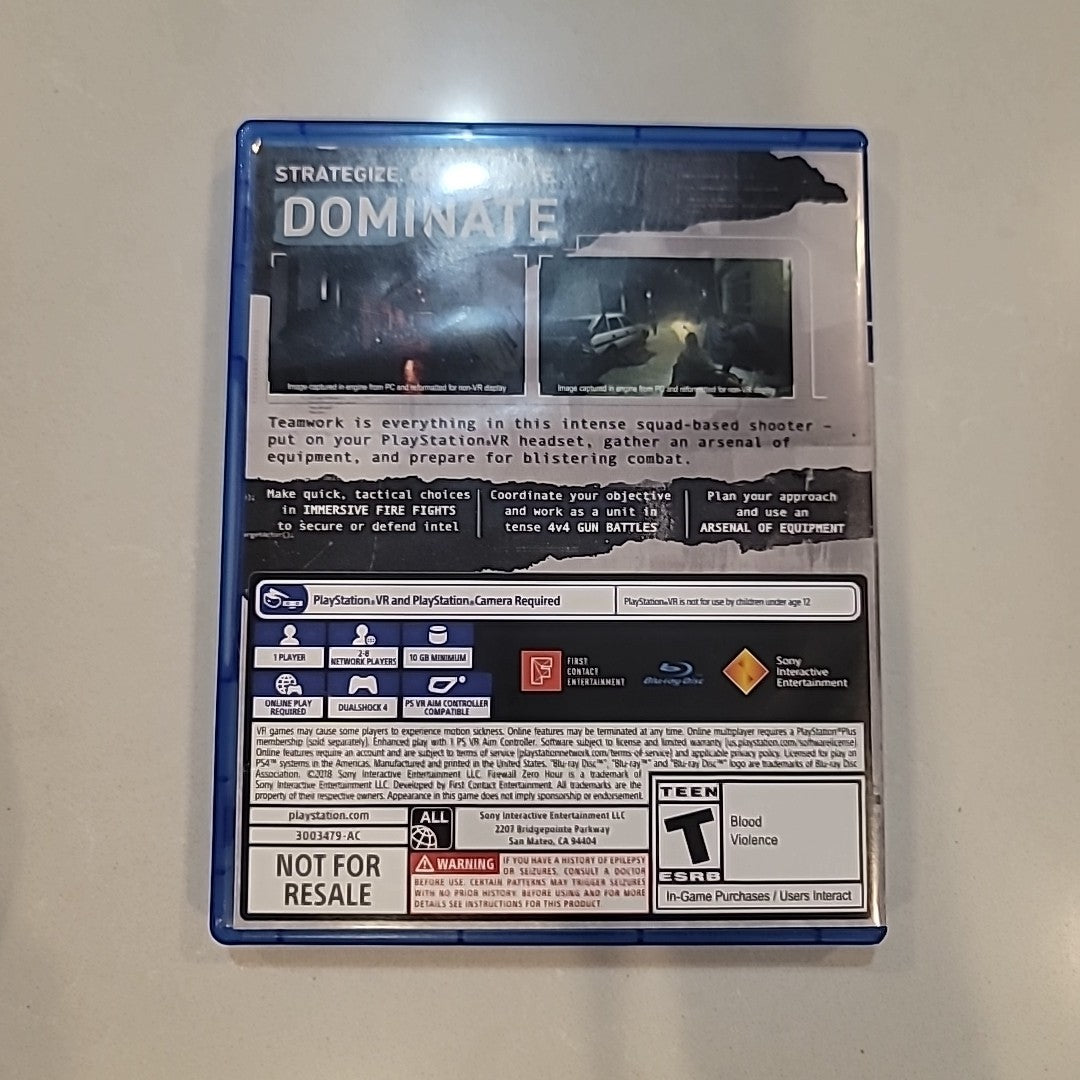 STRATEGIZE.
DOMINATE
Image captured in engine from PC and reformatted for non-VR display
Image captured in engine from PC and reformatted for non-VR display
Teamwork is everything in this intense squad-based shooter –
put on your PlayStation®VR headset, gather an arsenal of
equipment, and prepare for blistering combat.
Make quick, tactical choices
in IMMERSIVE FIRE FIGHTS
to secure or defend intel
Coordinate your objective
and work as a unit in
tense 4v4 GUN BATTLES
Plan your approach
and use an
ARSENAL OF EQUIPMENT
PlayStation®VR and PlayStation®Camera Required
PlayStation®VR is not for use by children under age 12
1 PLAYER
2-8
NETWORK PLAYERS
10 GB MINIMUM
ONLINE PLAY
REQUIRED
DUALSHOCK 4
PS VR AIM CONTROLLER
COMPATIBLE
FIRST
CONTACT
ENTERTAINMENT
Blu-ray Disc
Sony
Interactive
Entertainment
VR games may cause some players to experience motion sickness. Online features may be terminated at any time. Online multiplayer requires a PlayStation®Plus
membership (sold separately). Enhanced play with 1 PS VR Aim Controller. Software subject to license and limited warranty (us.playstation.com/softwarelicense).
Online features require an account and are subject to terms of service (playstationnetwork.com/terms-of-service) and applicable privacy policy. Licensed for play on
PS4™ systems in the Americas. Manufactured and printed in the United States. "Blu-ray Disc™", "Blu-ray™" and "Blu-ray Disc™" logo are trademarks of Blu-ray Disc
Association. ©2018 Sony Interactive Entertainment LLC. Firewall Zero Hour is a trademark of
Sony Interactive Entertainment LLC. Developed by First Contact Entertainment. All trademarks are the
property of their respective owners. Appearance in this game does not imply sponsorship or endorsement.
playstation.com
3003479-AC
NOT FOR
RESALE
ALL
Sony Interactive Entertainment LLC
2207 Bridgepointe Parkway
San Mateo, CA 94404
WARNING IF YOU HAVE A HISTORY OF EPILEPSY
OR SEIZURES, CONSULT A DOCTOR
BEFORE USE. CERTAIN PATTERNS MAY TRIGGER SEIZURES
WITH NO PRIOR HISTORY. BEFORE USING AND FOR MORE
DETAILS SEE INSTRUCTIONS FOR THIS PRODUCT.
TEEN
T
ESRB
Blood
Violence
In-Game Purchases / Users Interact